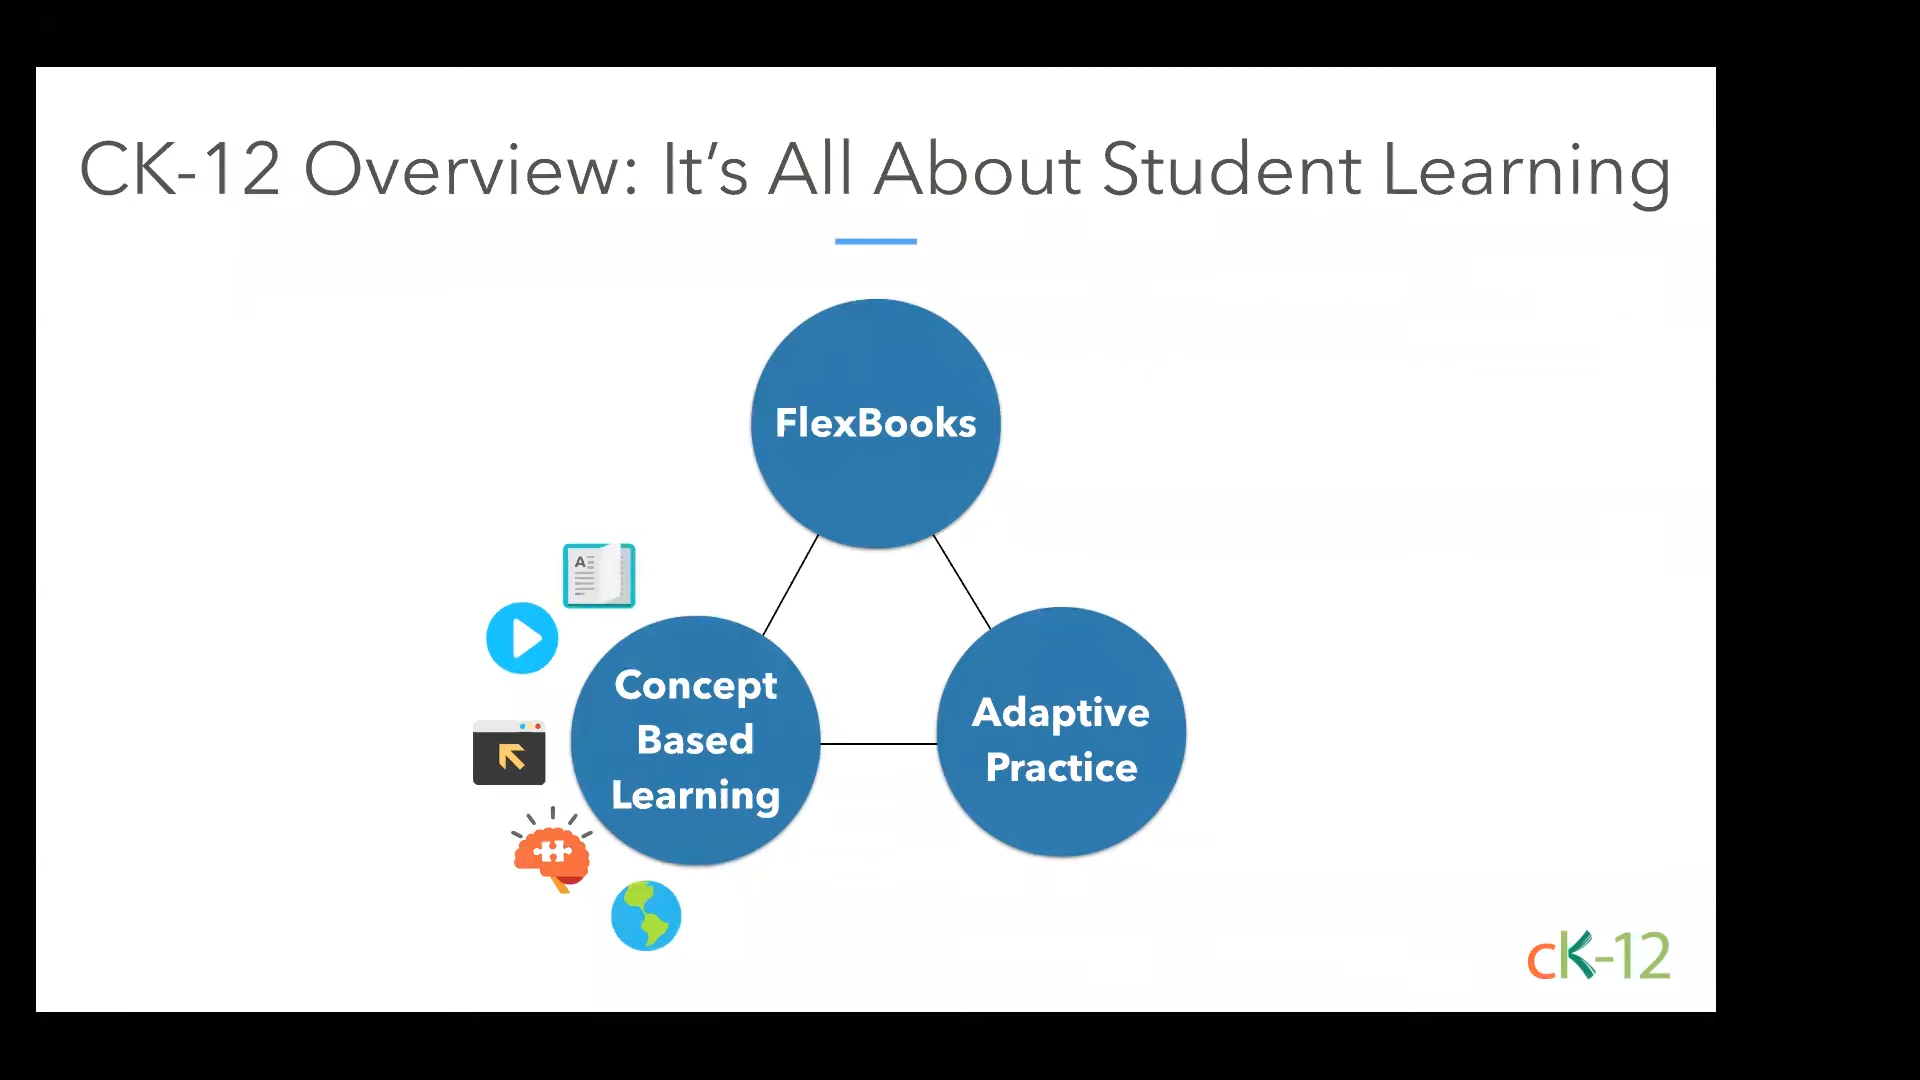 CK-12 Overview: It’s All About Student Learning
FlexBooks
A
Concept
Based
Learning
Adaptive
Practice
cK-12